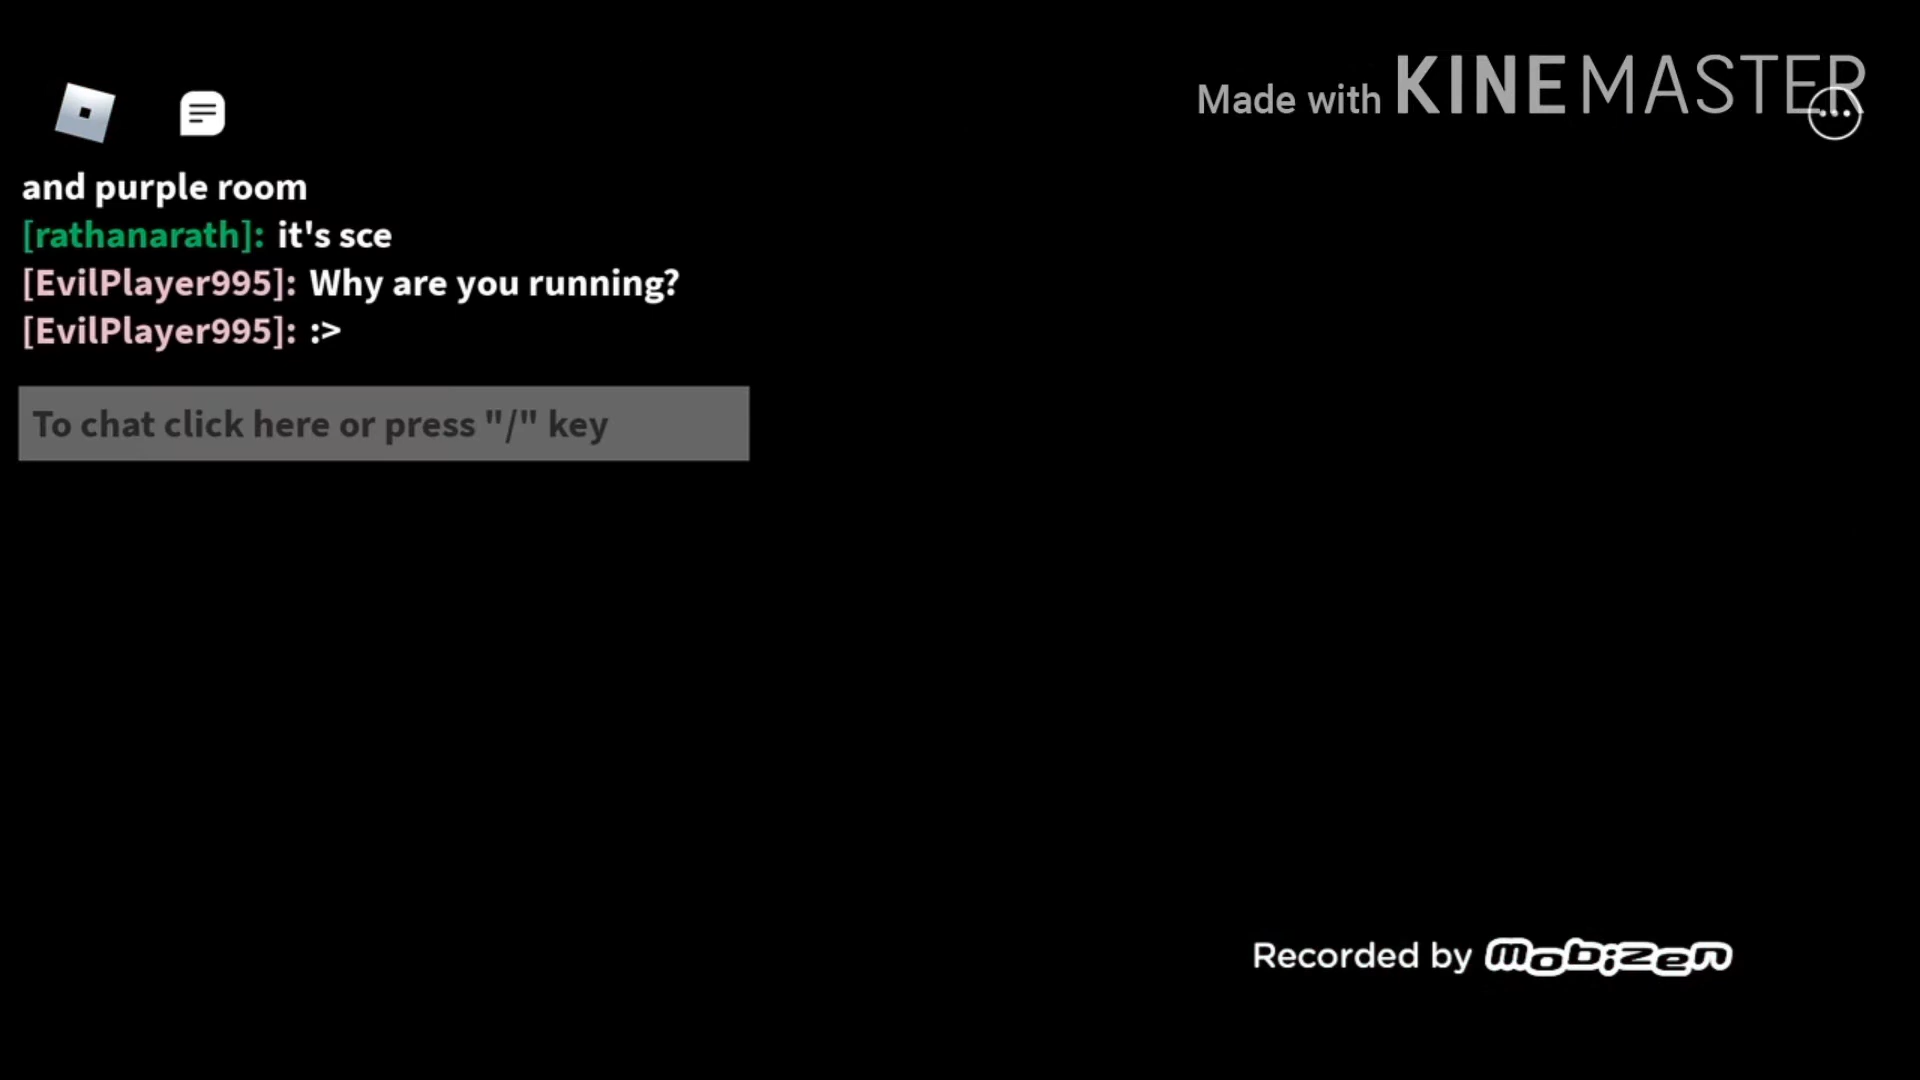 Made with KINEMASTER
and purple room
[rathanarath]: it's sce
[EvilPlayer995]: Why are you running?
[EvilPlayer995]: :>
To chat click here or press "/" key
Recorded by mobizen